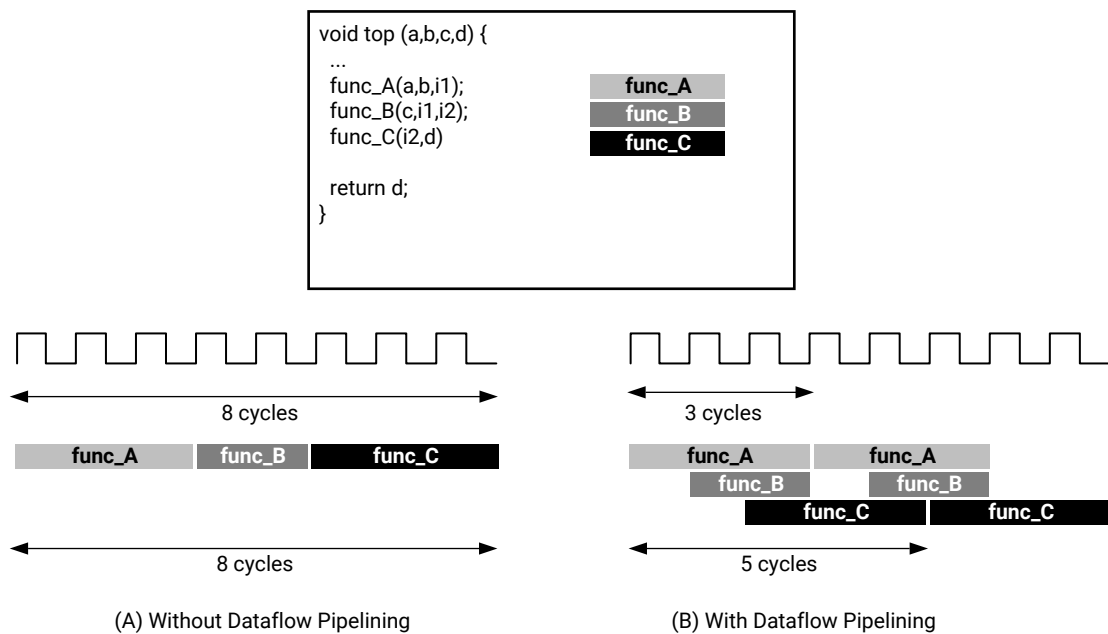 void top (a,b,c,d) {
...
func_A(a,b,i1);
func_B(c,i1,i2);
func_C(i2,d)
return d;
}
func_A
func_B
func_C
8 cycles
func_A func_B func_C
8 cycles
(A) Without Dataflow Pipelining
3 cycles
func_A func_A
func_B func_B
func_C func_C
5 cycles
(B) With Dataflow Pipelining